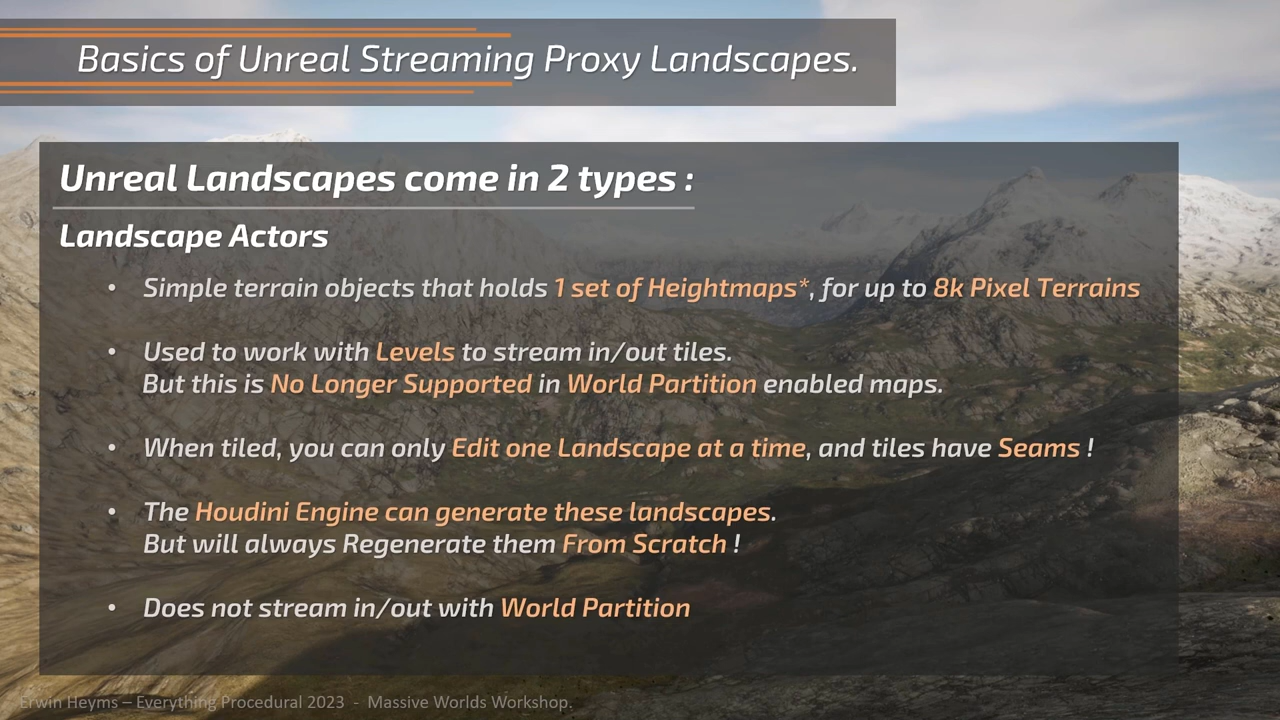 Basics of Unreal Streaming Proxy Landscapes.
Unreal Landscapes come in 2 types :
Landscape Actors
• Simple terrain objects that holds 1 set of Heightmaps*, for up to 8k Pixel Terrains
• Used to work with Levels to stream in/out tiles.
But this is No Longer Supported in World Partition enabled maps.
• When tiled, you can only Edit one Landscape at a time, and tiles have Seams !
• The Houdini Engine can generate these landscapes.
But will always Regenerate them From Scratch !
• Does not stream in/out with World Partition
Erwin Heyms – Everything Procedural 2023 - Massive Worlds Workshop.